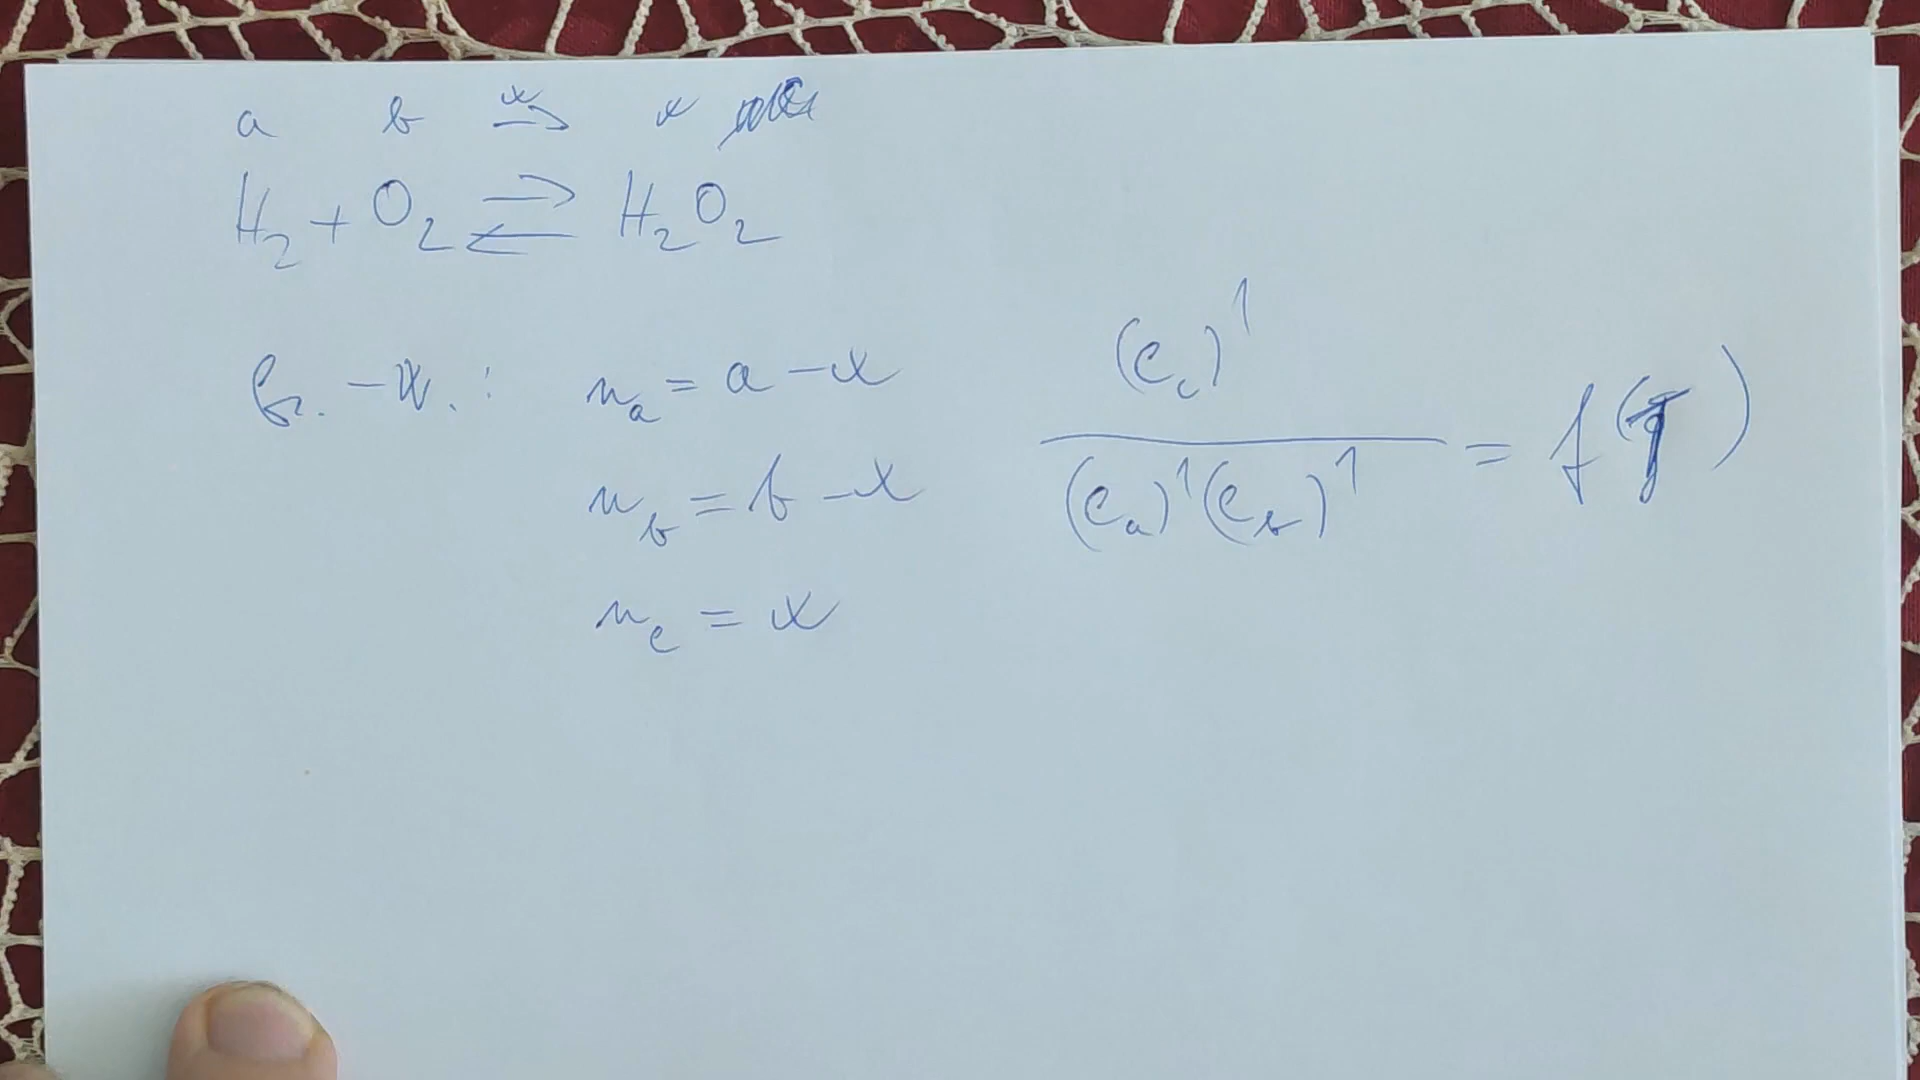 a b x→ x
H₂ + O₂ ⇌ H₂O₂
n_a = a - x
n_b = b - x
n_c = x
(c_c)^1 / (c_a)^1 (c_b)^1 = f(T)